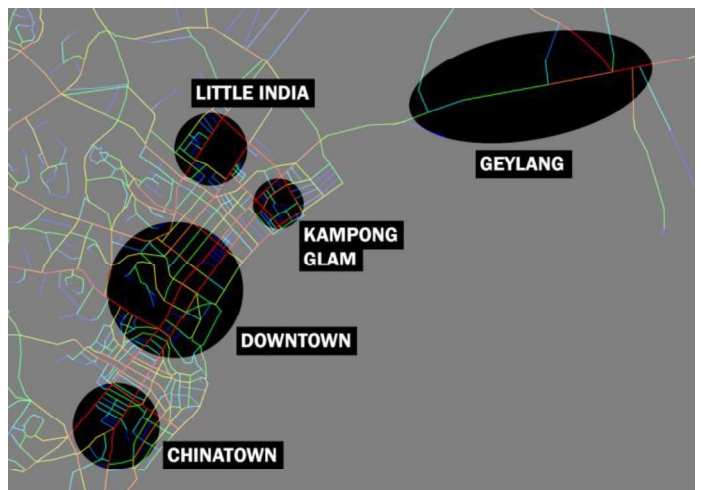 LITTLE INDIA
GEYLANG
KAMPONG
GLAM
DOWNTOWN
CHINATOWN